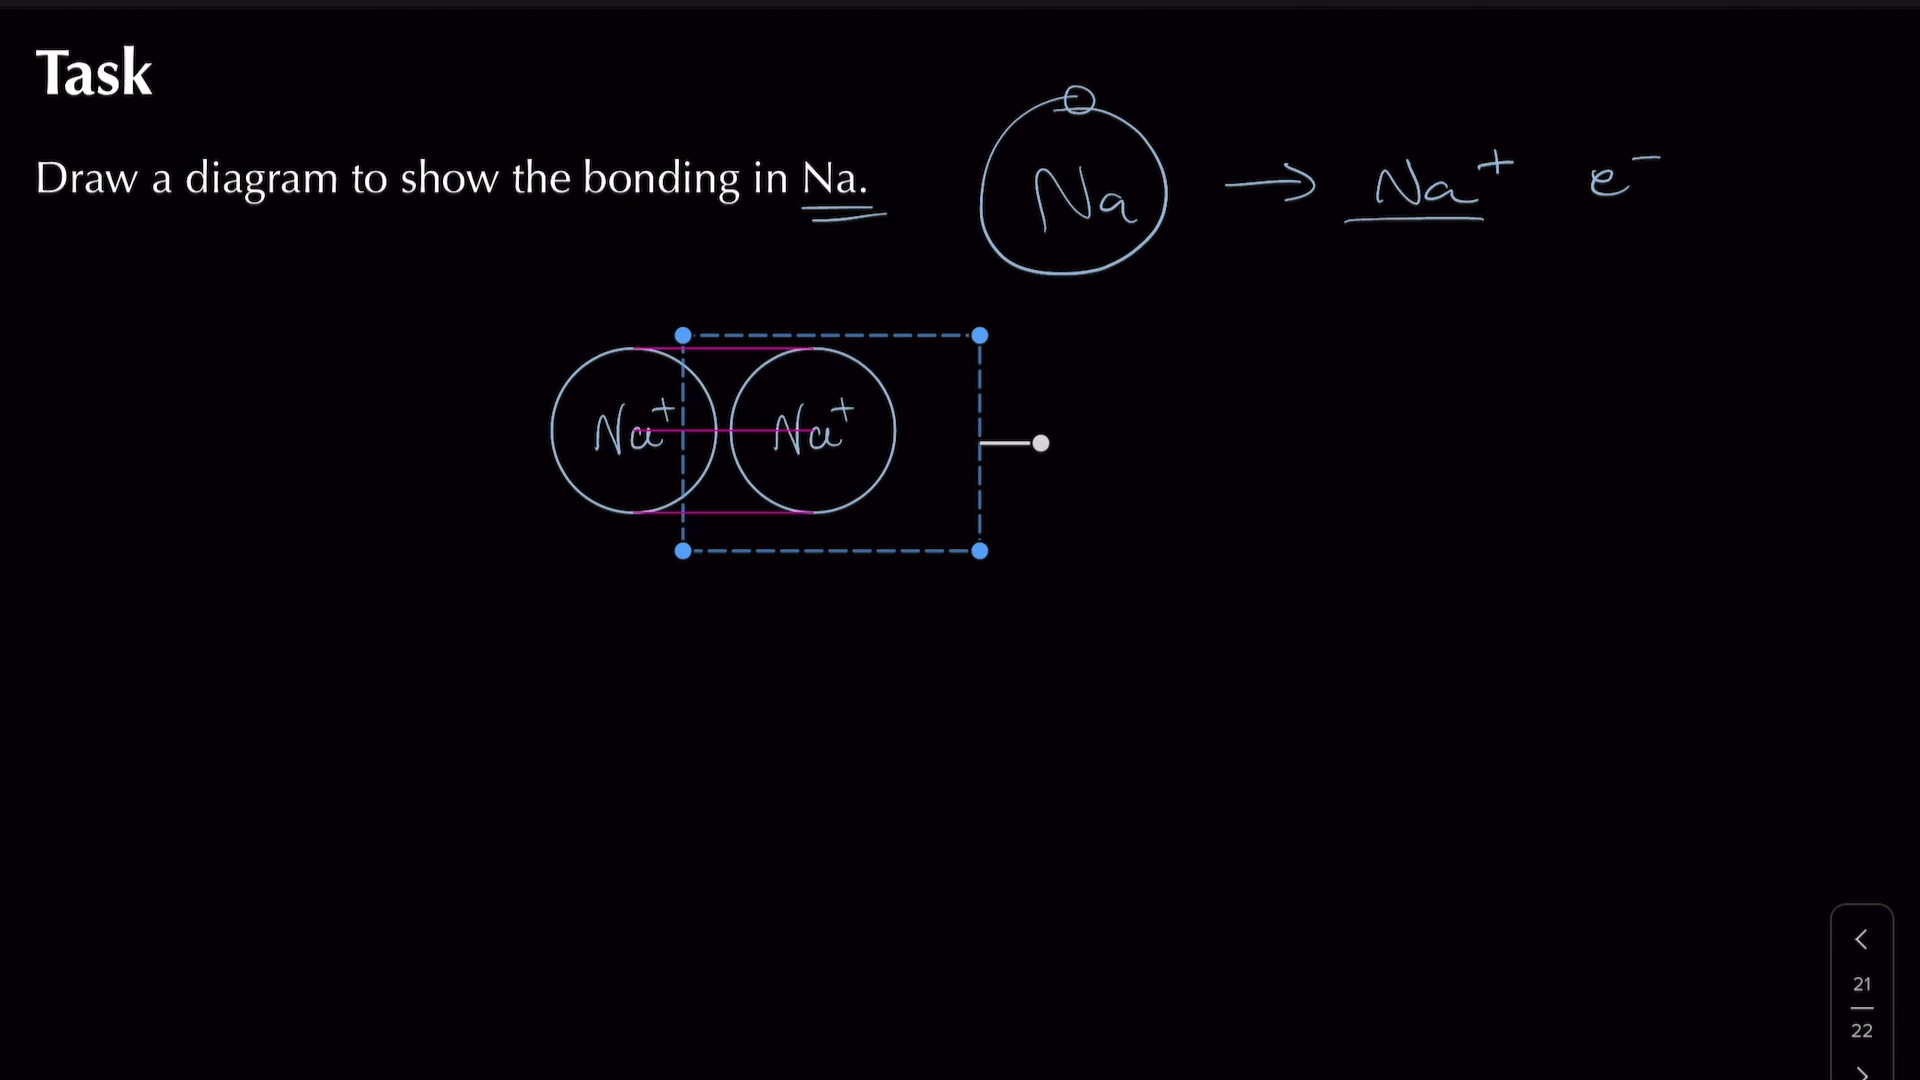 Task
Draw a diagram to show the bonding in Na.
Na → Na⁺ e⁻
Na⁺ Na⁺
21
22